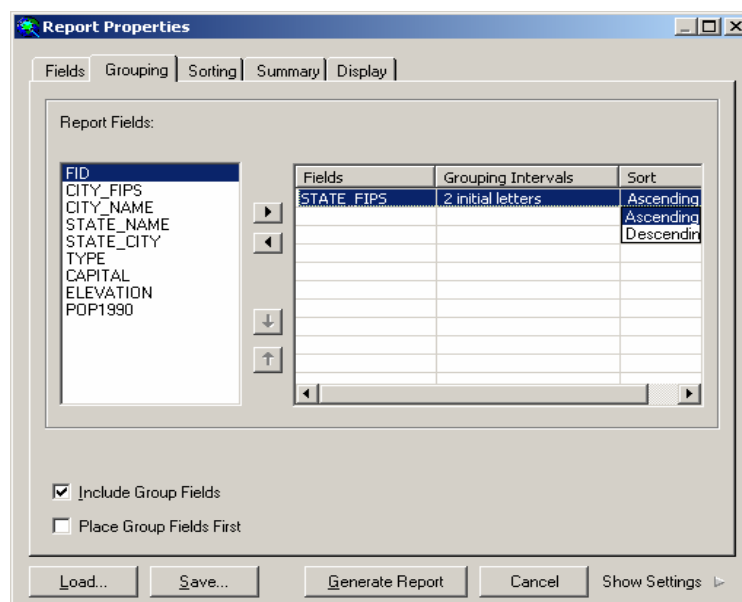 Report Properties
Fields Grouping Sorting Summary Display
Report Fields:
FID
CITY_FIPS
CITY_NAME
STATE_NAME
STATE_CITY
TYPE
CAPITAL
ELEVATION
POP1990
Fields Grouping Intervals Sort
STATE_FIPS 2 initial letters Ascending
Ascending
Descendin
Include Group Fields
Place Group Fields First
Load... Save... Generate Report Cancel Show Settings